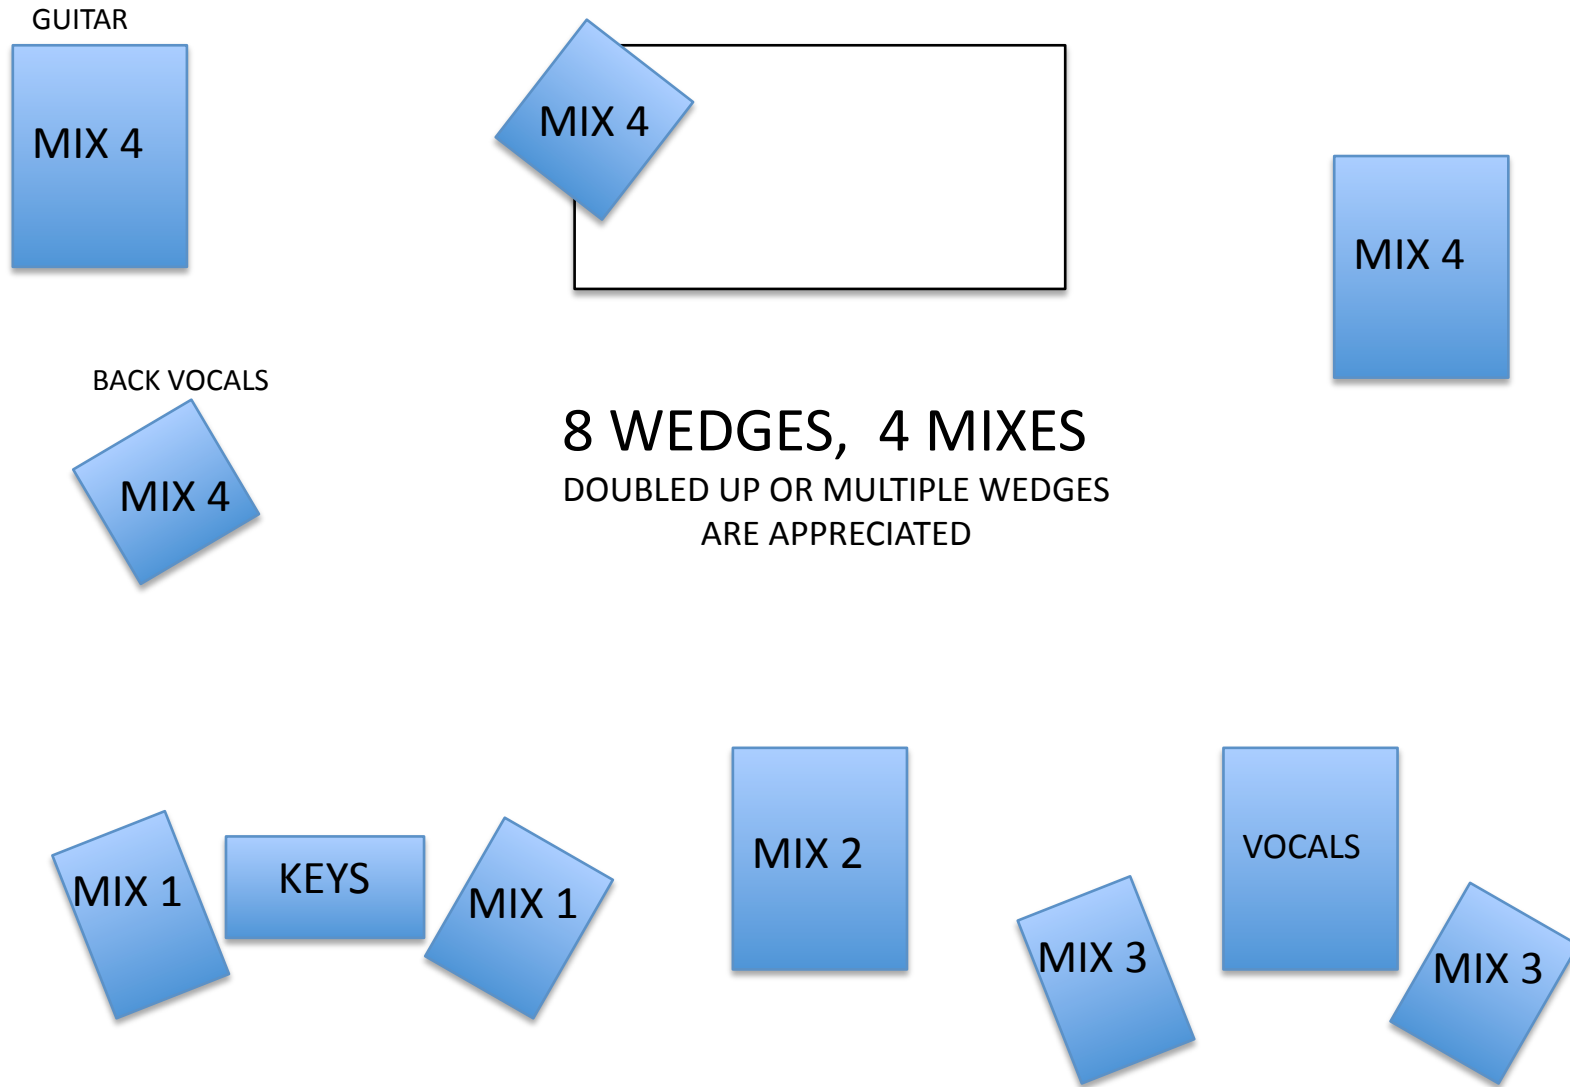 GUITAR
MIX 4
MIX 4
MIX 4
BACK VOCALS
MIX 4
8 WEDGES, 4 MIXES
DOUBLED UP OR MULTIPLE WEDGES
ARE APPRECIATED
MIX 1
KEYS
MIX 1
MIX 2
MIX 3
VOCALS
MIX 3